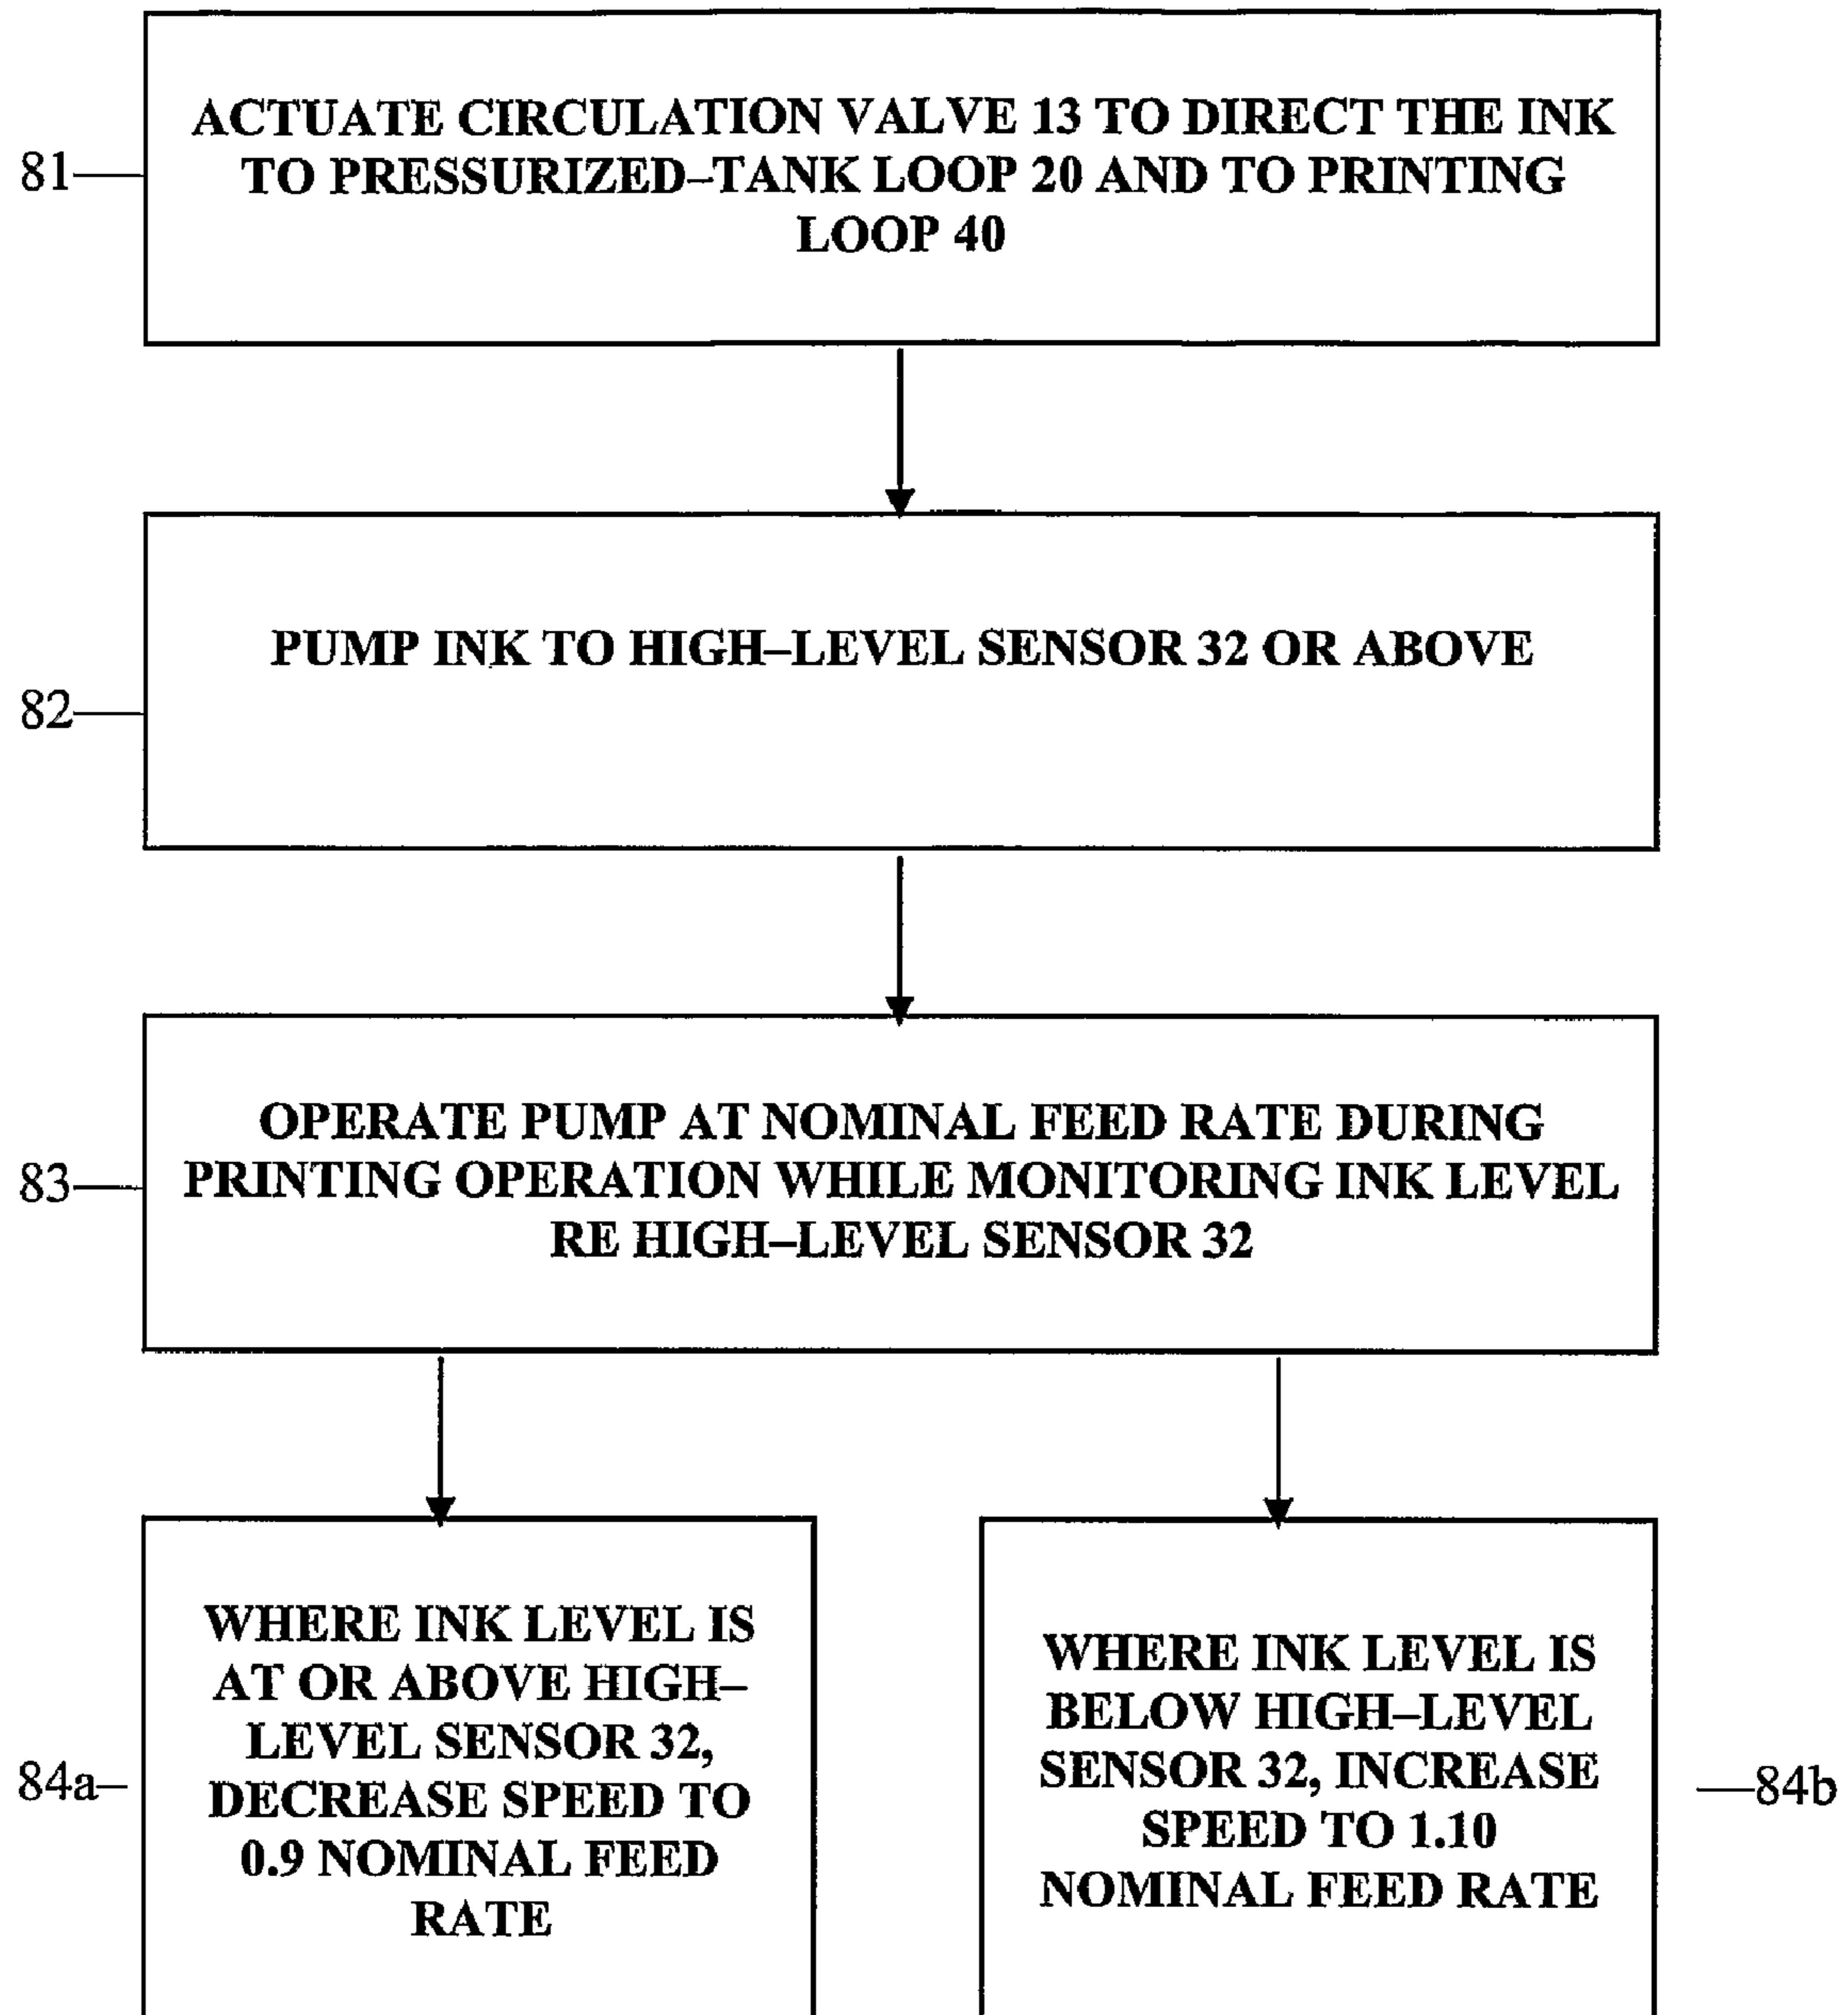 81
ACTUATE CIRCULATION VALVE 13 TO DIRECT THE INK
TO PRESSURIZED–TANK LOOP 20 AND TO PRINTING
LOOP 40
82
PUMP INK TO HIGH–LEVEL SENSOR 32 OR ABOVE
83
OPERATE PUMP AT NOMINAL FEED RATE DURING
PRINTING OPERATION WHILE MONITORING INK LEVEL
RE HIGH–LEVEL SENSOR 32
84a
WHERE INK LEVEL IS
AT OR ABOVE HIGH–
LEVEL SENSOR 32,
DECREASE SPEED TO
0.9 NOMINAL FEED
RATE
WHERE INK LEVEL IS
BELOW HIGH–LEVEL
SENSOR 32, INCREASE
SPEED TO 1.10
NOMINAL FEED RATE
84b